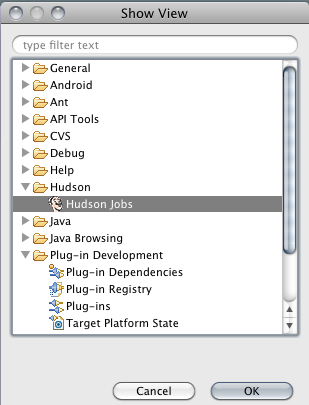 Show View
type filter text
General
Android
Ant
API Tools
CVS
Debug
Help
Hudson
Hudson Jobs
Java
Java Browsing
Plug-in Development
Plug-in Dependencies
Plug-in Registry
Plug-ins
Target Platform State
Cancel OK